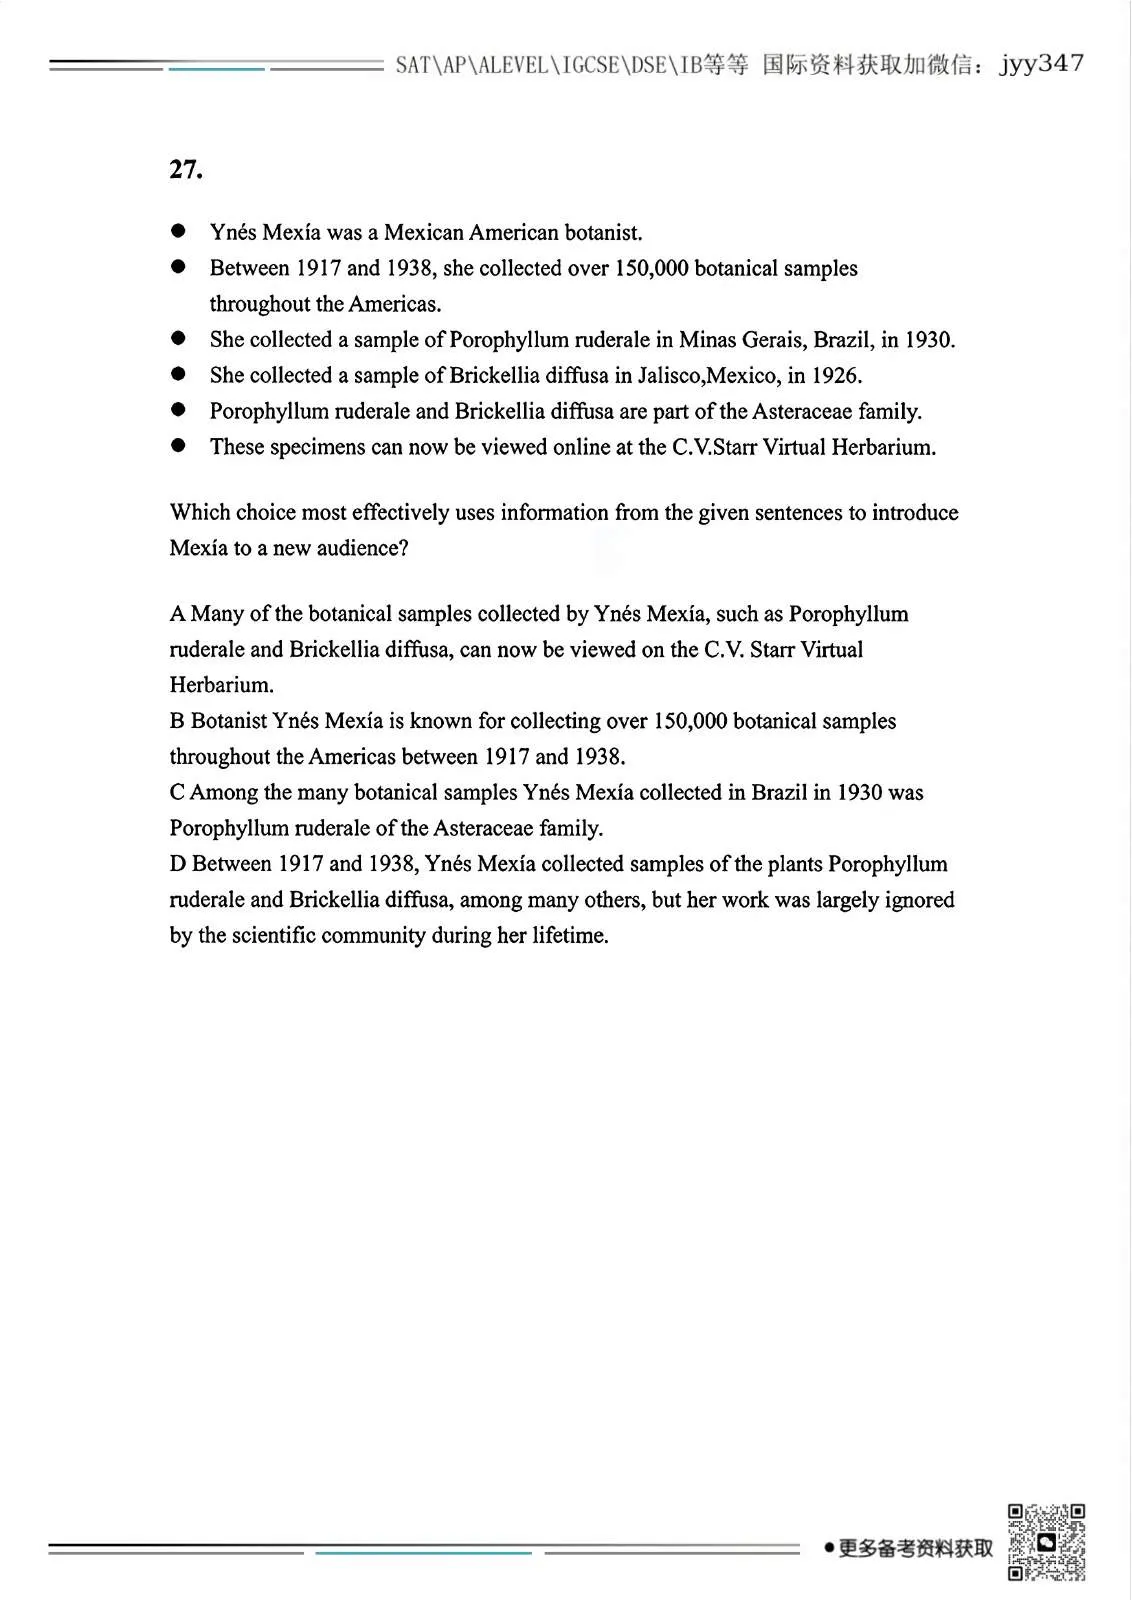 SAT\AP\ALEVEL\IGCSE\DSE\IB等等 国际资料获取加微信：jyy347
27.
● Ynés Mexía was a Mexican American botanist.
● Between 1917 and 1938, she collected over 150,000 botanical samples
throughout the Americas.
● She collected a sample of Porophyllum ruderale in Minas Gerais, Brazil, in 1930.
● She collected a sample of Brickellia diffusa in Jalisco,Mexico, in 1926.
● Porophyllum ruderale and Brickellia diffusa are part of the Asteraceae family.
● These specimens can now be viewed online at the C.V.Starr Virtual Herbarium.
Which choice most effectively uses information from the given sentences to introduce
Mexía to a new audience?
A Many of the botanical samples collected by Ynés Mexía, such as Porophyllum
ruderale and Brickellia diffusa, can now be viewed on the C.V. Starr Virtual
Herbarium.
B Botanist Ynés Mexía is known for collecting over 150,000 botanical samples
throughout the Americas between 1917 and 1938.
C Among the many botanical samples Ynés Mexía collected in Brazil in 1930 was
Porophyllum ruderale of the Asteraceae family.
D Between 1917 and 1938, Ynés Mexía collected samples of the plants Porophyllum
ruderale and Brickellia diffusa, among many others, but her work was largely ignored
by the scientific community during her lifetime.
●更多备考资料获取